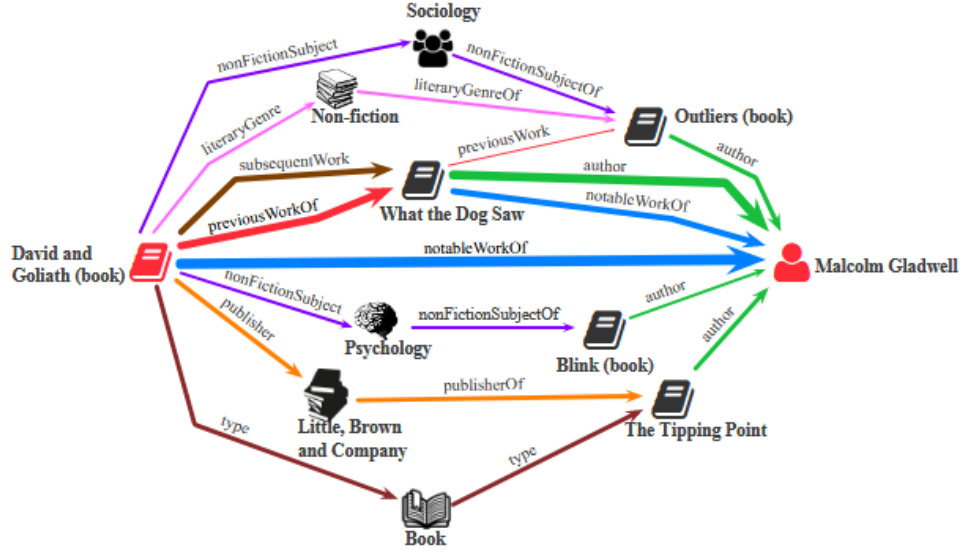 Sociology
nonFictionSubject
nonFictionSubjectOf
literaryGenreOf
Non-fiction
literaryGenre
Outliers (book)
previousWork
author
subsequentWork
author
What the Dog Saw
notableWorkOf
previousWorkOf
David and
Goliath (book)
notableWorkOf
Malcolm Gladwell
nonFictionSubject
author
publisher
nonFictionSubjectOf
Psychology
Blink (book)
author
publisherOf
Little, Brown
and Company
The Tipping Point
type
type
Book